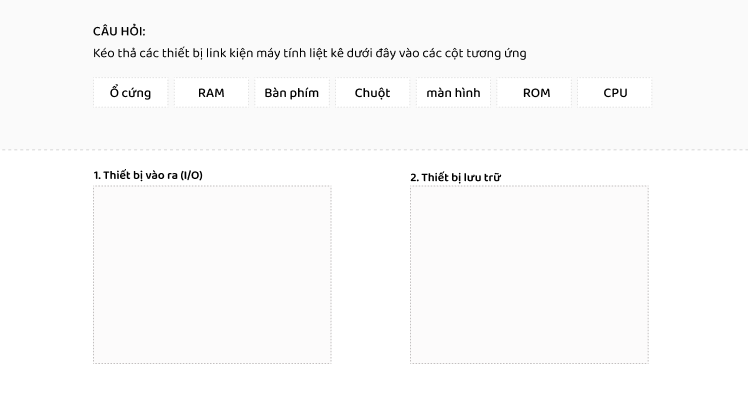 CÂU HỎI:
Kéo thả các thiết bị link kiện máy tính liệt kê dưới đây vào các cột tương ứng
Ổ cứng RAM Bàn phím Chuột màn hình ROM CPU
1. Thiết bị vào ra (I/O)
2. Thiết bị lưu trữ